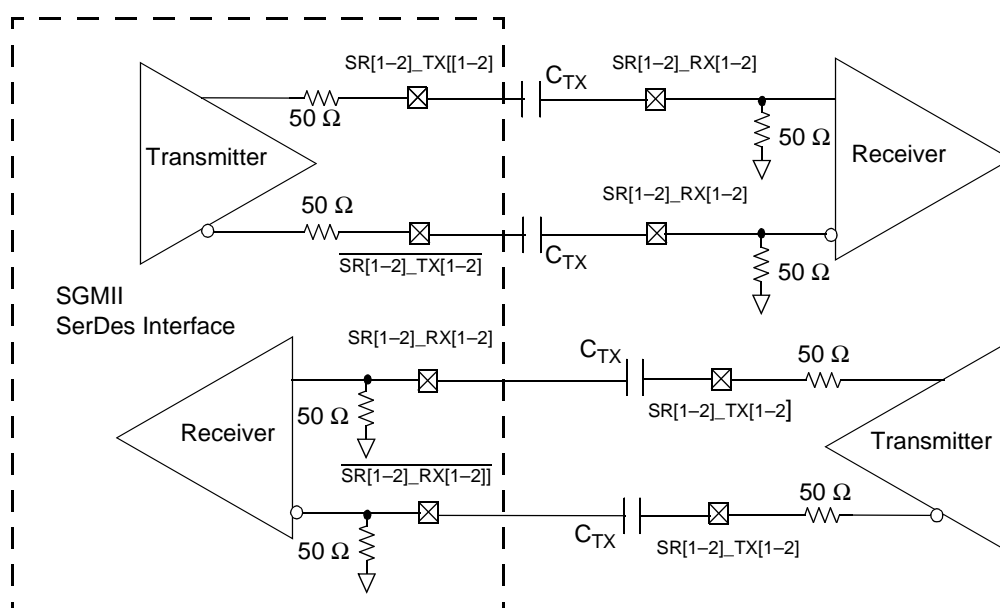 SR[1–2]_TX[[1–2]
C_TX
SR[1–2]_RX[1–2]
50 Ω
50 Ω
Transmitter
Receiver
50 Ω
SR[1–2]_RX[1–2]
SR[1–2]_TX[1–2]
C_TX
50 Ω
SGMII
SerDes Interface
SR[1–2]_RX[1–2]
C_TX
50 Ω
50 Ω
SR[1–2]_TX[1–2]
Receiver
Transmitter
SR[1–2]_RX[1–2]]
50 Ω
50 Ω
C_TX
SR[1–2]_TX[1–2]